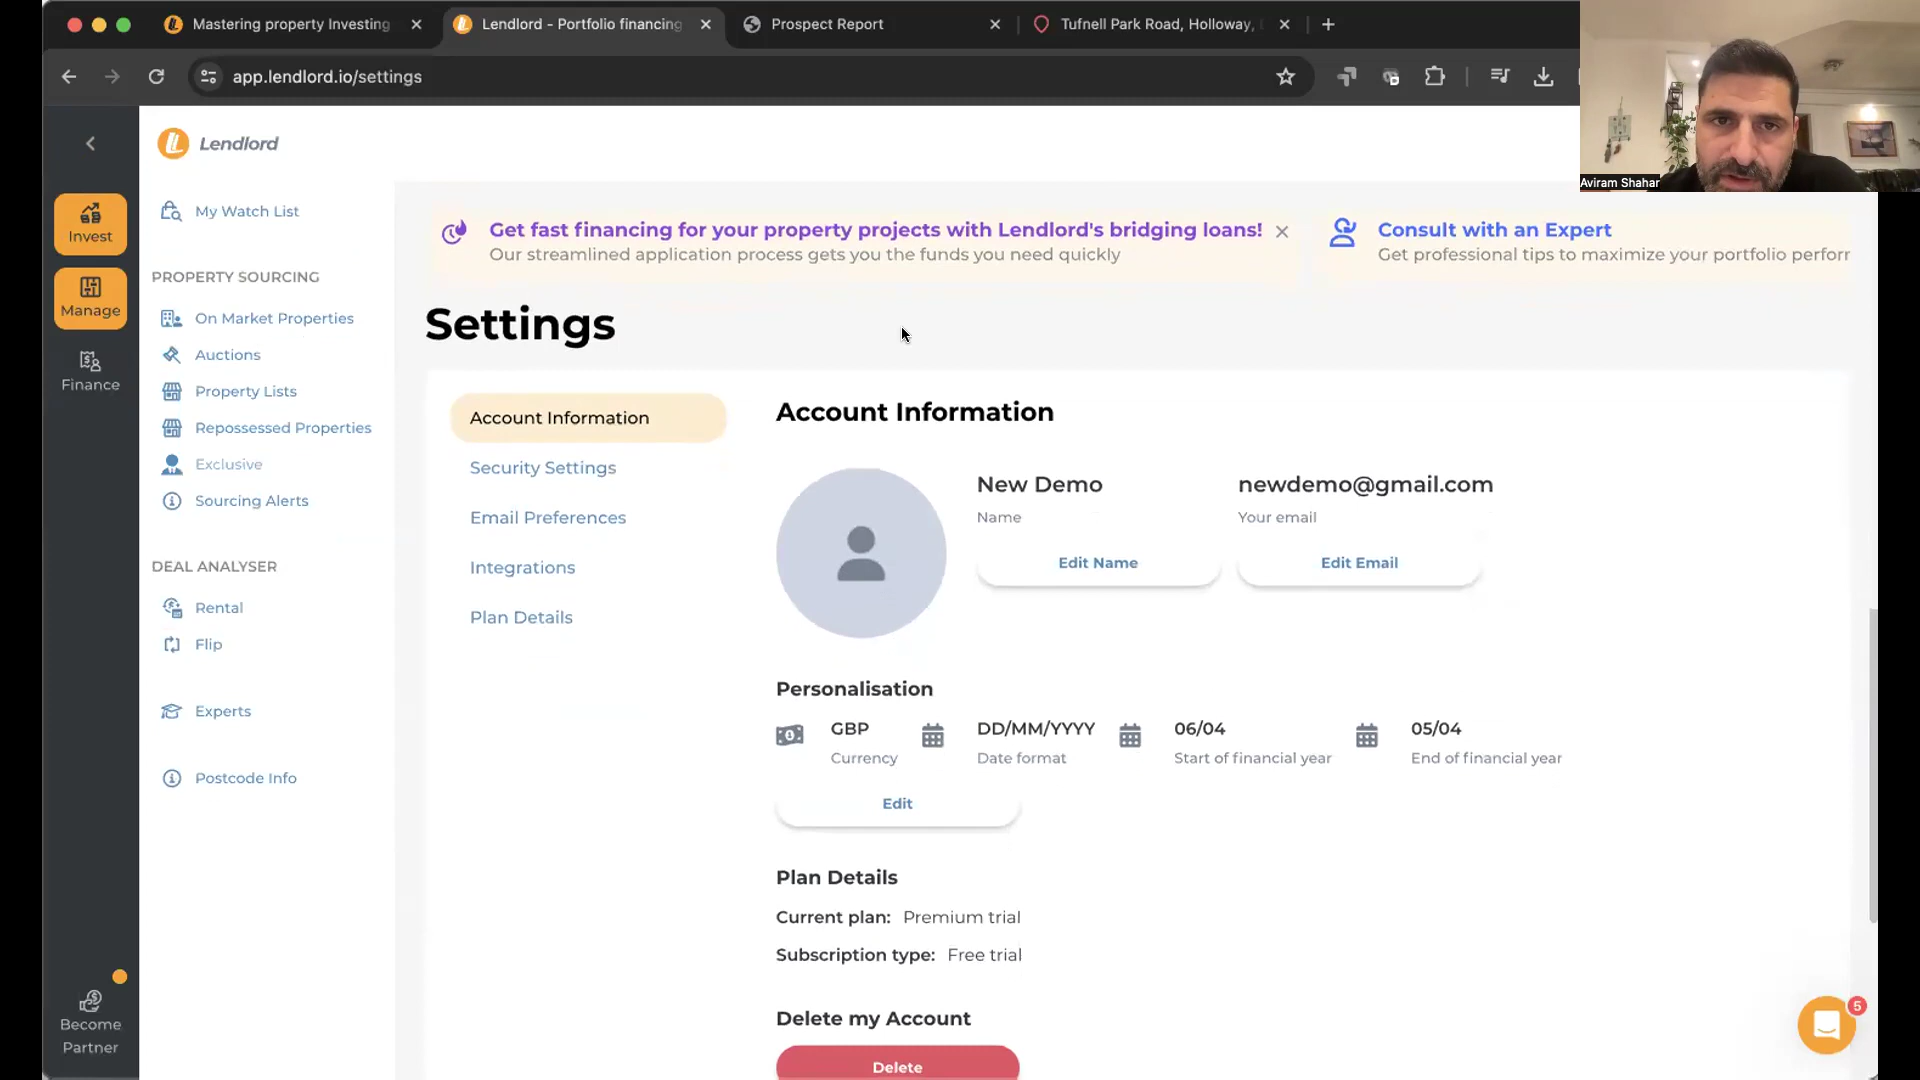 Mastering property Investing
Lendlord - Portfolio financing
Prospect Report
Tufnell Park Road, Holloway,
app.lendlord.io/settings
Aviram Shahar
Lendlord
Invest
Manage
Finance
Become
Partner
My Watch List
PROPERTY SOURCING
On Market Properties
Auctions
Property Lists
Repossessed Properties
Exclusive
Sourcing Alerts
DEAL ANALYSER
Rental
Flip
Experts
Postcode Info
Get fast financing for your property projects with Lendlord's bridging loans!
Our streamlined application process gets you the funds you need quickly
Consult with an Expert
Get professional tips to maximize your portfolio perforr
Settings
Account Information
Security Settings
Email Preferences
Integrations
Plan Details
Account Information
New Demo
Name
Edit Name
newdemo@gmail.com
Your email
Edit Email
Personalisation
GBP
Currency
DD/MM/YYYY
Date format
06/04
Start of financial year
05/04
End of financial year
Edit
Plan Details
Current plan: Premium trial
Subscription type: Free trial
Delete my Account
Delete
5